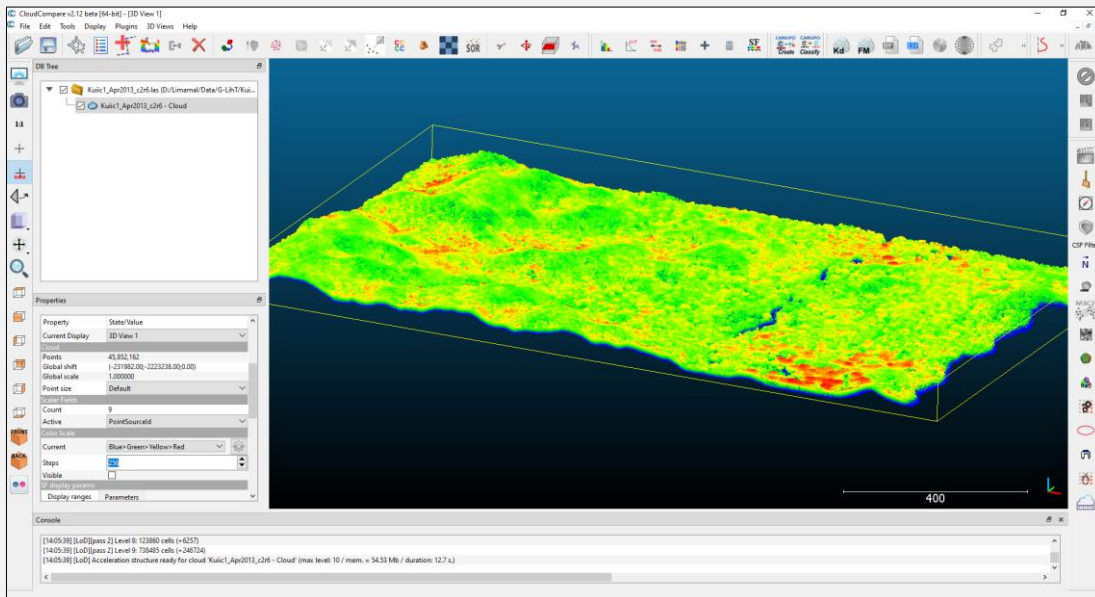 CloudCompare v2.12 beta [64-bit] - [3D View 1]
File Edit Tools Display Plugins 3D Views Help
SOR
SF
CANUPO Create
CANUPO Classify
Kd
FM
DB Tree
Kuiic1_Apr2013_c2r6.las (D:/Limamal/Data/G-LihT/Kui...
Kuiic1_Apr2013_c2r6 - Cloud
1:1
FRONT
BACK
Properties
Property State/Value
Current Display 3D View 1
Cloud
Points 45,852,162
Global shift (-231982.00;-2223238.00;0.00)
Global scale 1.000000
Point size Default
Scalar Fields
Count 9
Active PointSourceId
Color Scale
Current Blue>Green>Yellow>Red
Steps 256
Visible
SF display params
Display ranges Parameters
400
CSF Filte
N
M3C2
Console
[14:05:39] [LoD][pass 2] Level 8: 123860 cells (+6257)
[14:05:39] [LoD][pass 2] Level 9: 738485 cells (+246724)
[14:05:39] [LoD] Acceleration structure ready for cloud 'Kuiic1_Apr2013_c2r6 - Cloud' (max level: 10 / mem. = 54.53 Mb / duration: 12.7 s.)